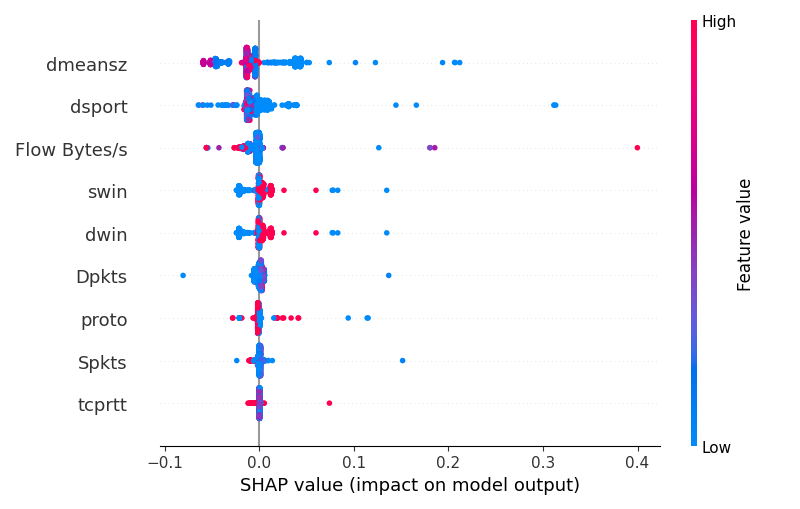 High
dmeansz
dsport
Flow Bytes/s
swin
dwin
Dpkts
proto
Spkts
tcprtt
Feature value
Low
−0.1 0.0 0.1 0.2 0.3 0.4
SHAP value (impact on model output)